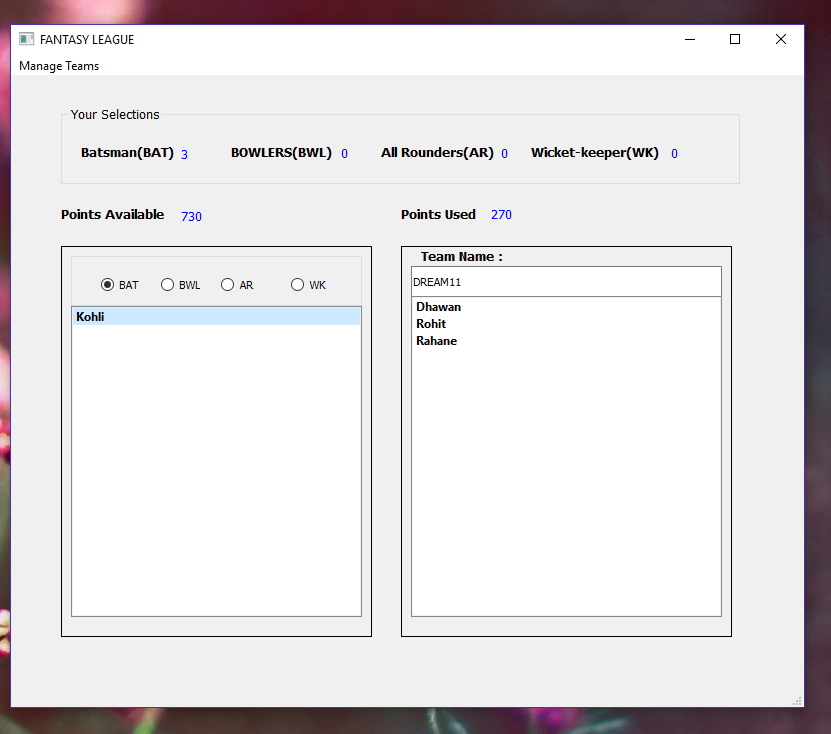 FANTASY LEAGUE
Manage Teams
Your Selections
Batsman(BAT) 3 BOWLERS(BWL) 0 All Rounders(AR) 0 Wicket-keeper(WK) 0
Points Available 730 Points Used 270
BAT BWL AR WK
Kohli
Team Name :
DREAM11
Dhawan
Rohit
Rahane